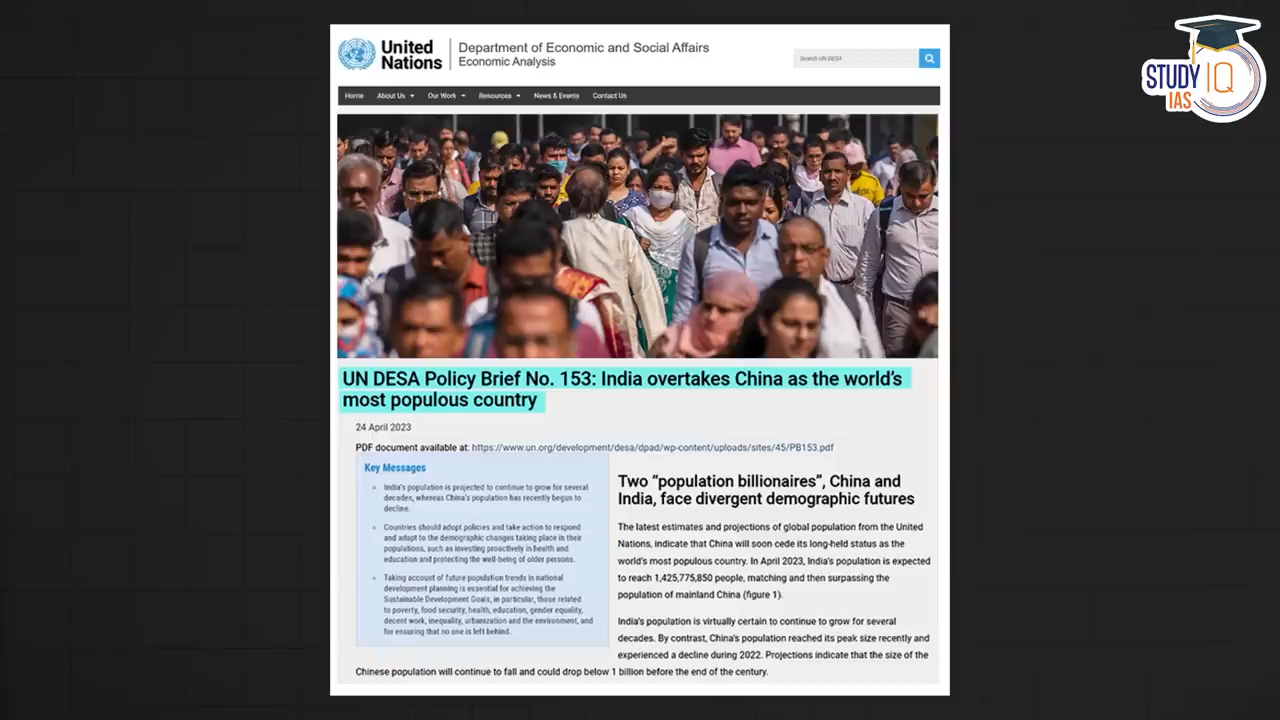 United
Nations
Department of Economic and Social Affairs
Economic Analysis
Search UN DESA
STUDY IQ
IAS
Home About Us Our Work Resources News & Events Contact Us
UN DESA Policy Brief No. 153: India overtakes China as the world’s
most populous country
24 April 2023
PDF document available at: https://www.un.org/development/desa/dpad/wp-content/uploads/sites/45/PB153.pdf
Key Messages
India's population is projected to continue to grow for several
decades, whereas China's population has recently begun to
decline.
Countries should adopt policies and take action to respond
and adapt to the demographic changes taking place in their
populations, such as investing proactively in health and
education and protecting the well-being of older persons.
Taking account of future population trends in national
development planning is essential for achieving the
Sustainable Development Goals, in particular, those related
to poverty, food security, health, education, gender equality,
decent work, inequality, urbanization and the environment, and
for ensuring that no one is left behind.
Two “population billionaires”, China and
India, face divergent demographic futures
The latest estimates and projections of global population from the United
Nations, indicate that China will soon cede its long-held status as the
world's most populous country. In April 2023, India's population is expected
to reach 1,425,775,850 people, matching and then surpassing the
population of mainland China (figure 1).
India's population is virtually certain to continue to grow for several
decades. By contrast, China's population reached its peak size recently and
experienced a decline during 2022. Projections indicate that the size of the
Chinese population will continue to fall and could drop below 1 billion before the end of the century.